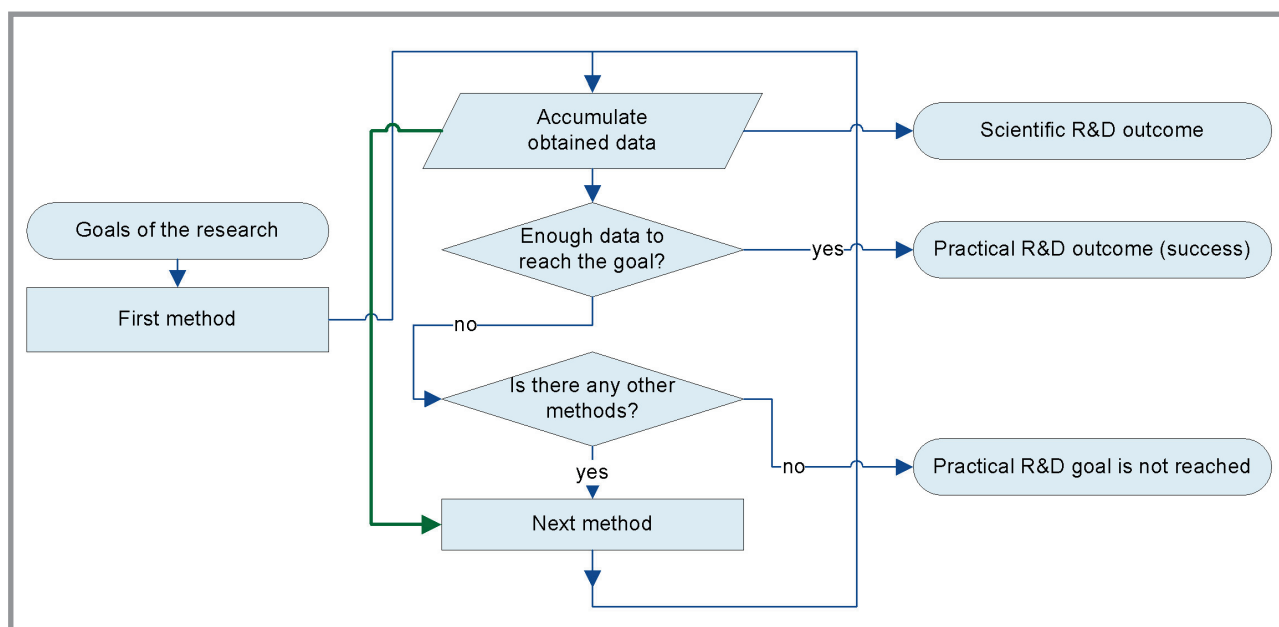 Accumulate
obtained data
Scientific R&D outcome
Goals of the research
Enough data to
reach the goal?
yes
Practical R&D outcome (success)
First method
no
Is there any other
methods?
no
Practical R&D goal is not reached
yes
Next method